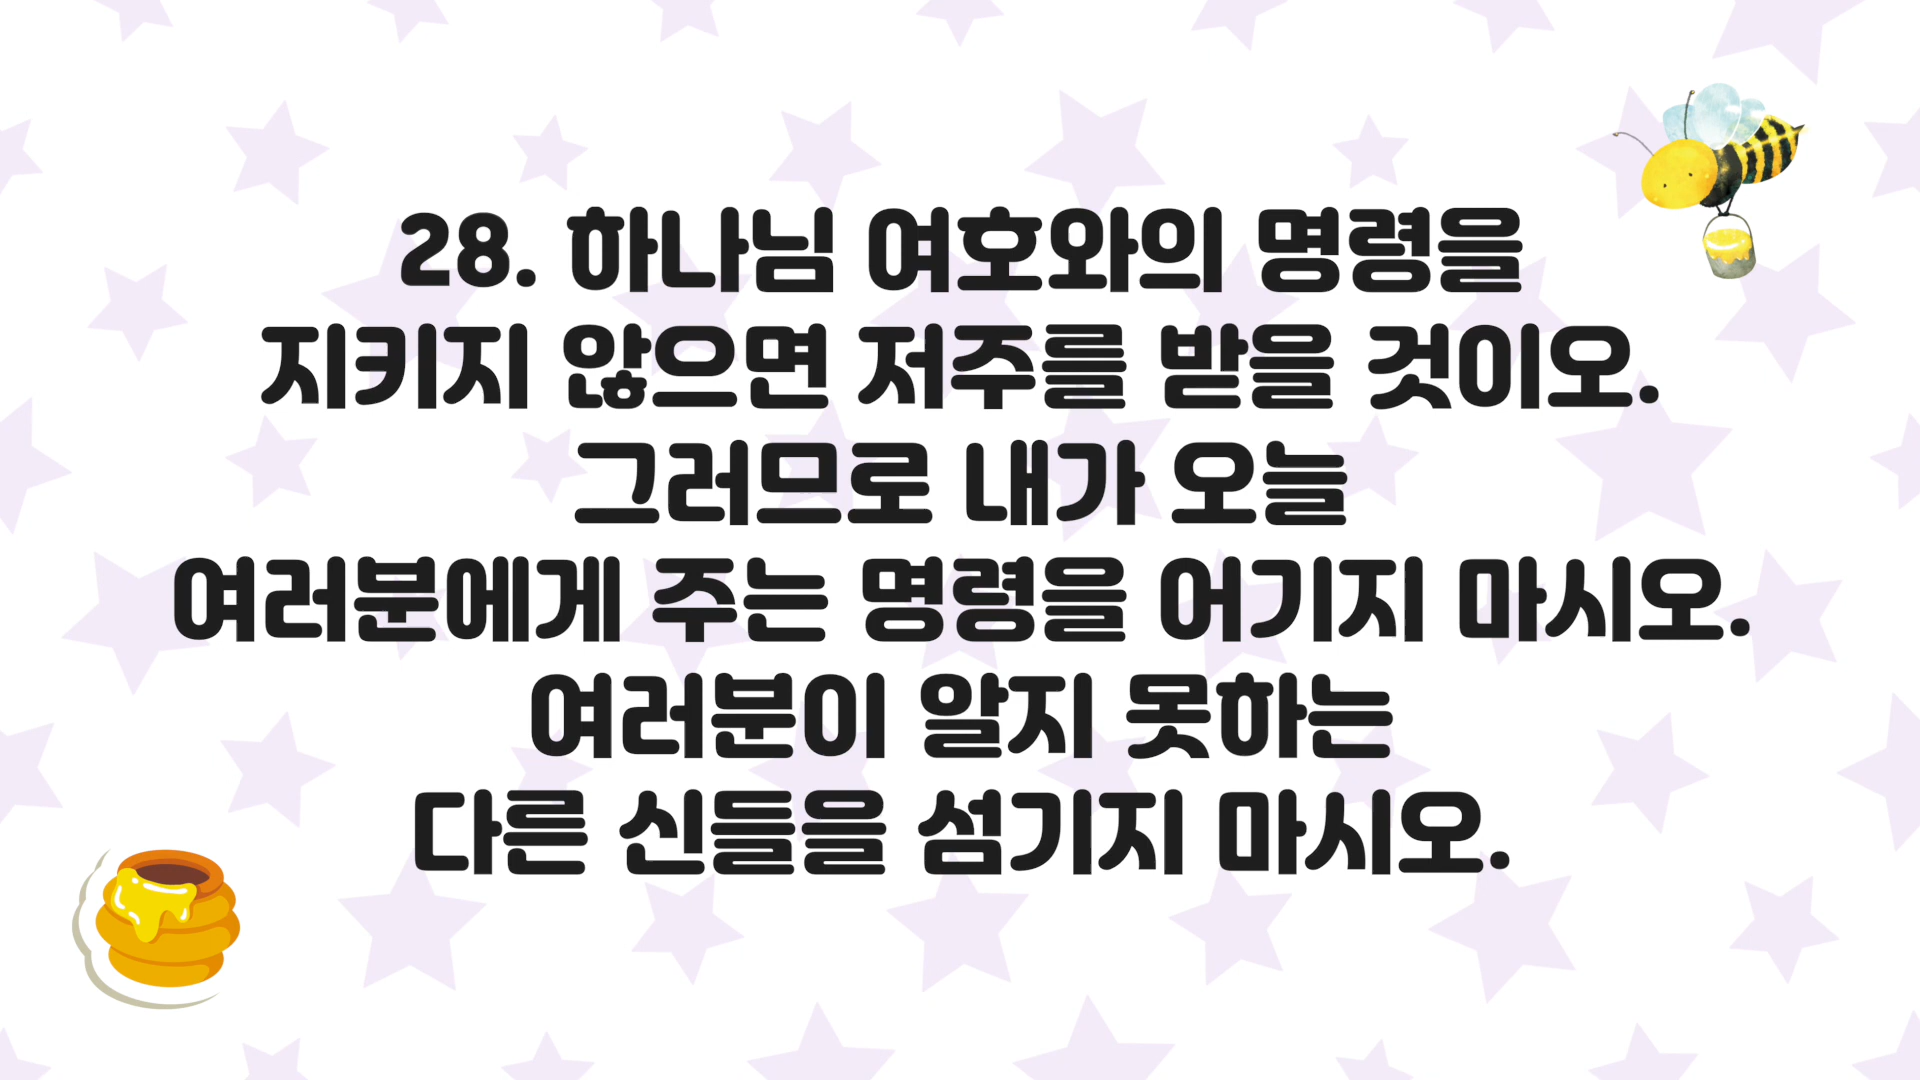 28. 하나님 여호와의 명령을
지키지 않으면 저주를 받을 것이오.
그러므로 내가 오늘
여러분에게 주는 명령을 어기지 마시오.
여러분이 알지 못하는
다른 신들을 섬기지 마시오.